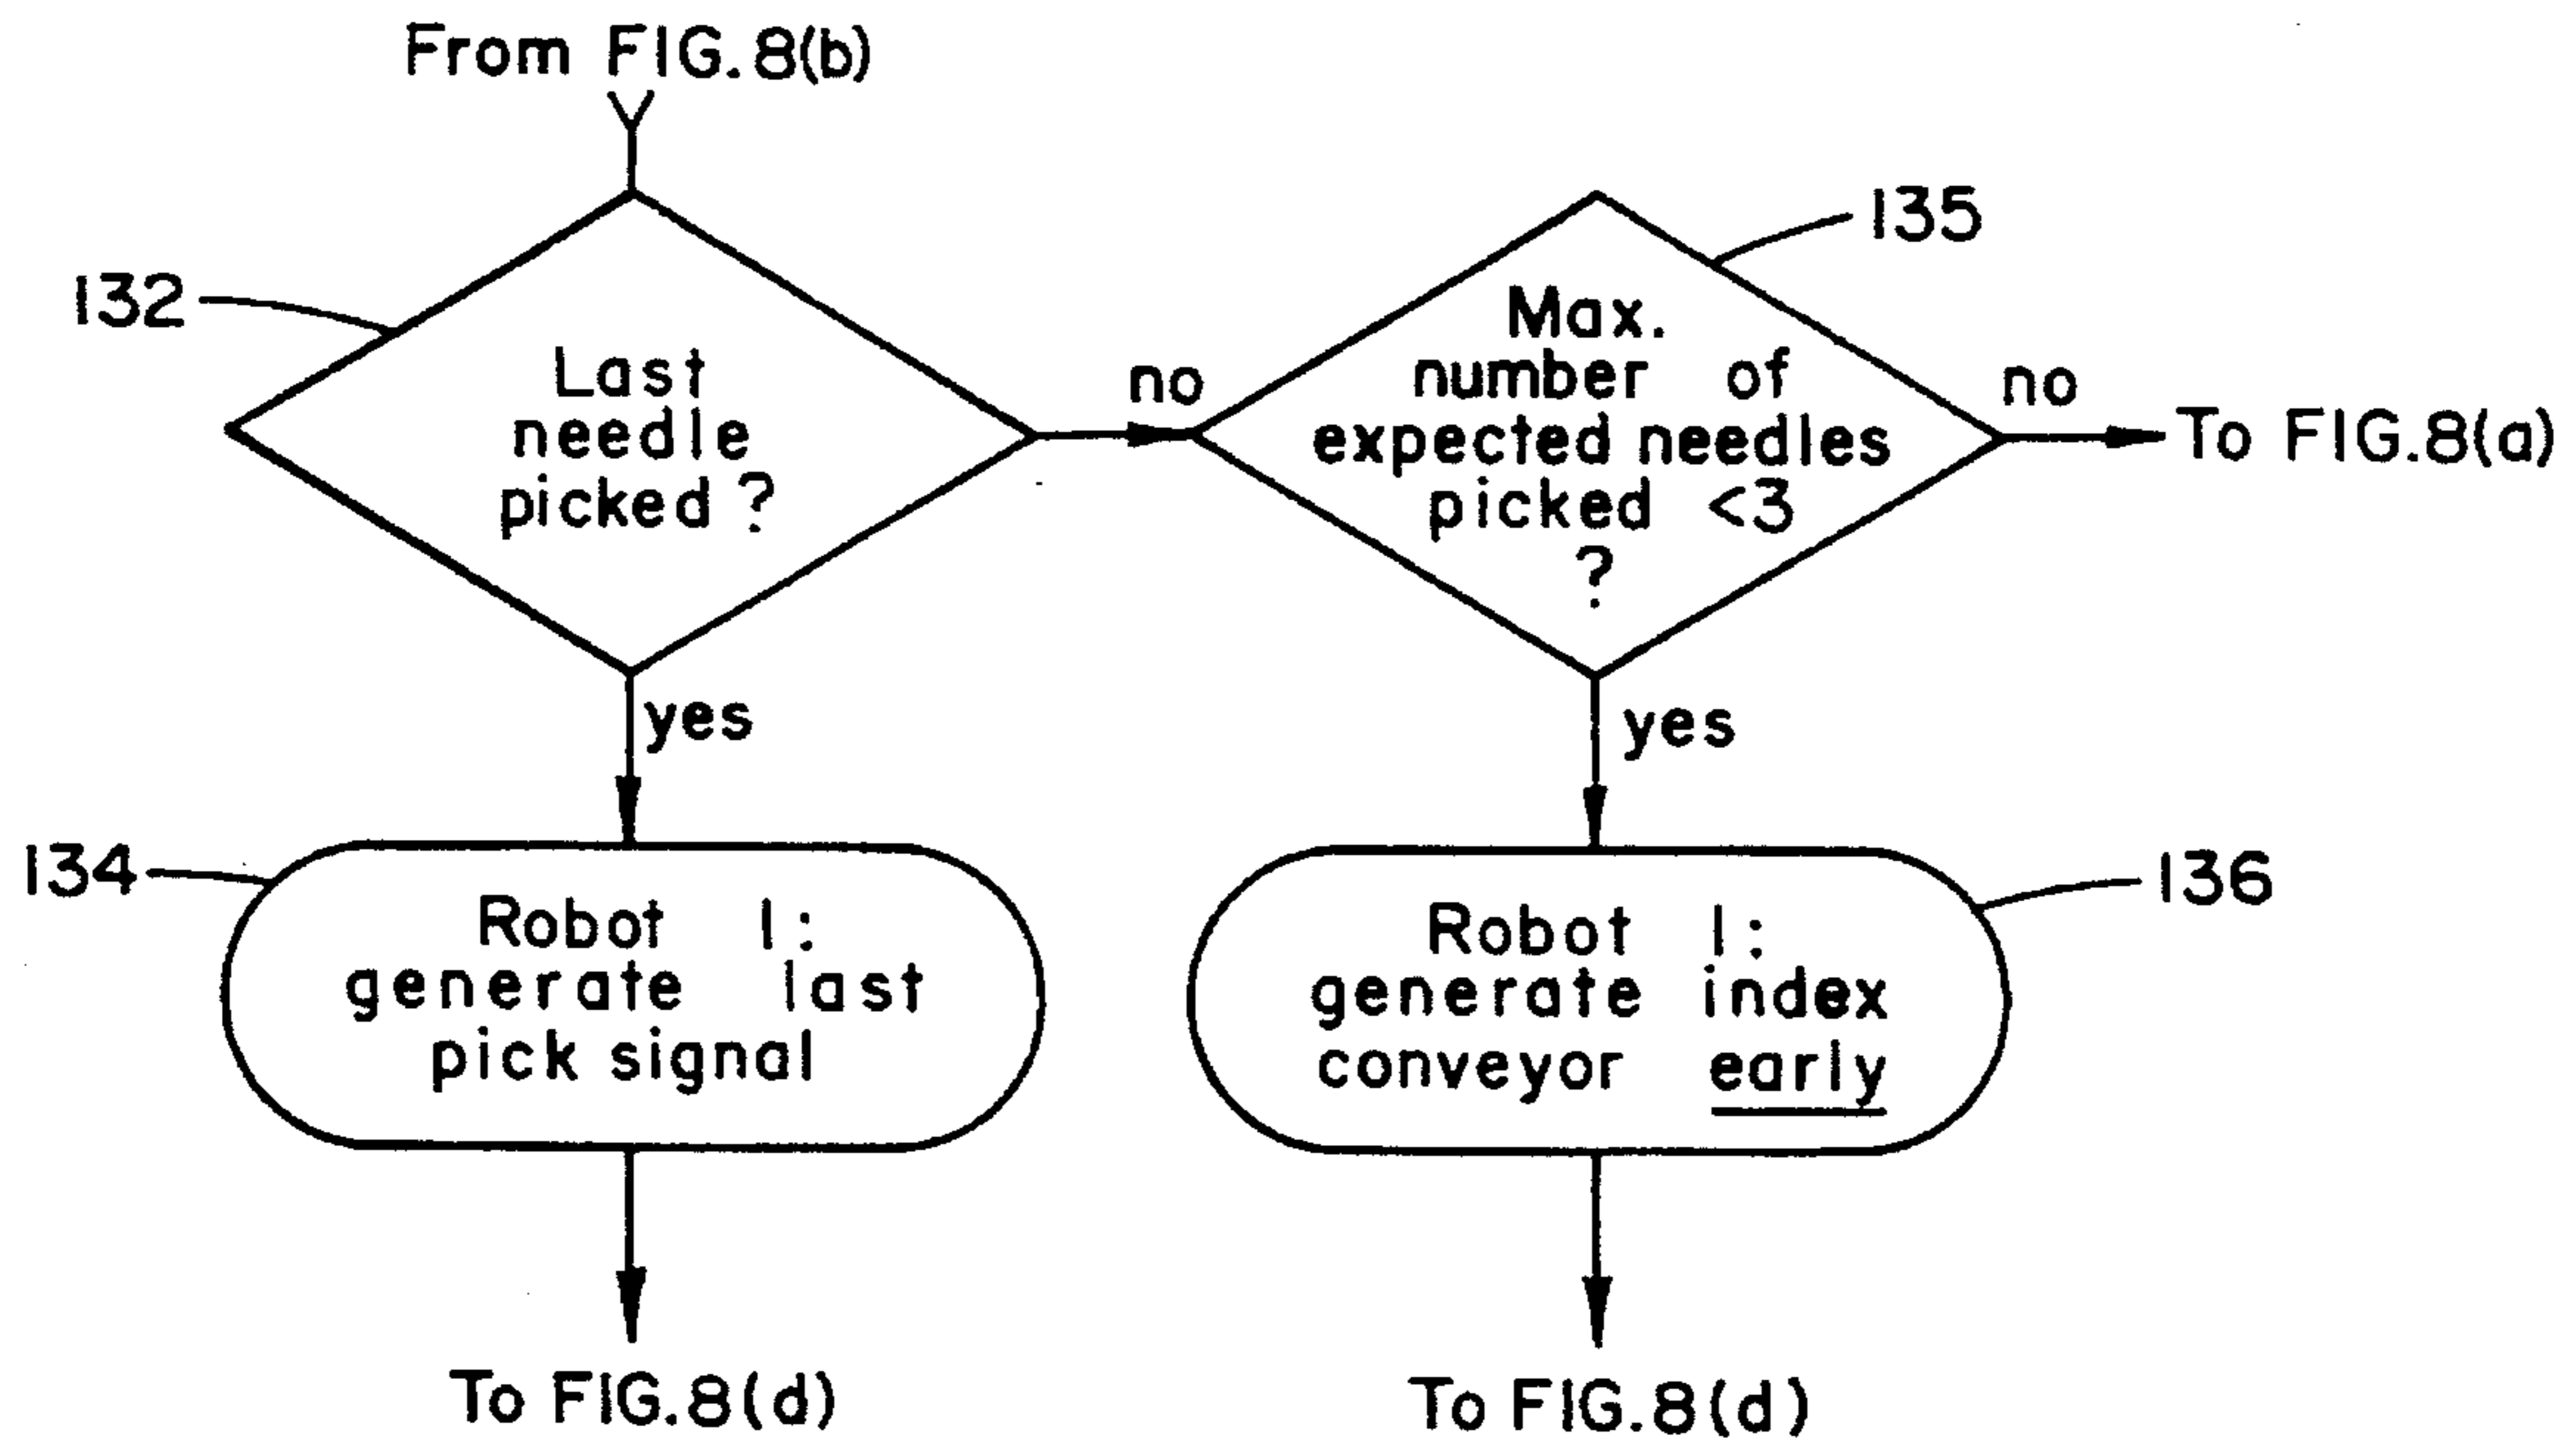 From FIG. 8(b)
132
Last
needle
picked ?
no
135
Max.
number of
expected needles
picked <3
?
no
To FIG.8(a)
yes
yes
134
Robot 1:
generate last
pick signal
136
Robot 1:
generate index
conveyor early
To FIG.8(d)
To FIG.8(d)